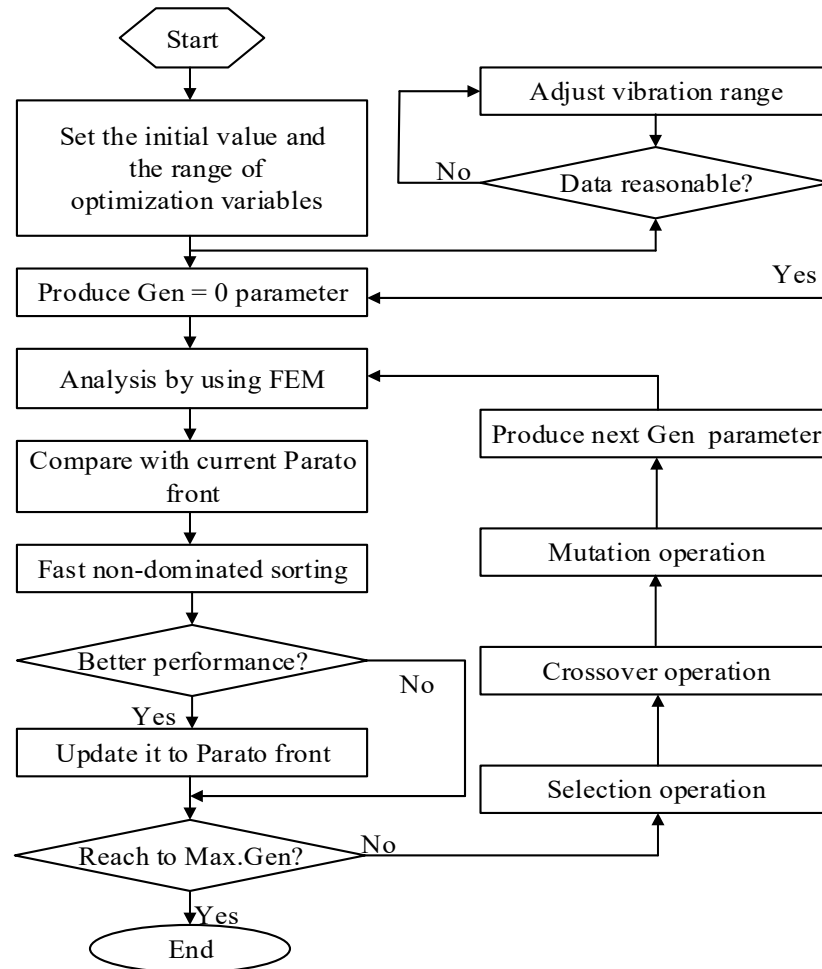 Start
Set the initial value and
the range of
optimization variables
Adjust vibration range
No
Data reasonable?
Yes
Produce Gen = 0 parameter
Analysis by using FEM
Compare with current Parato
front
Fast non-dominated sorting
Better performance?
No
Yes
Update it to Parato front
Reach to Max.Gen?
No
Yes
End
Produce next Gen  parameter
Mutation operation
Crossover operation
Selection operation